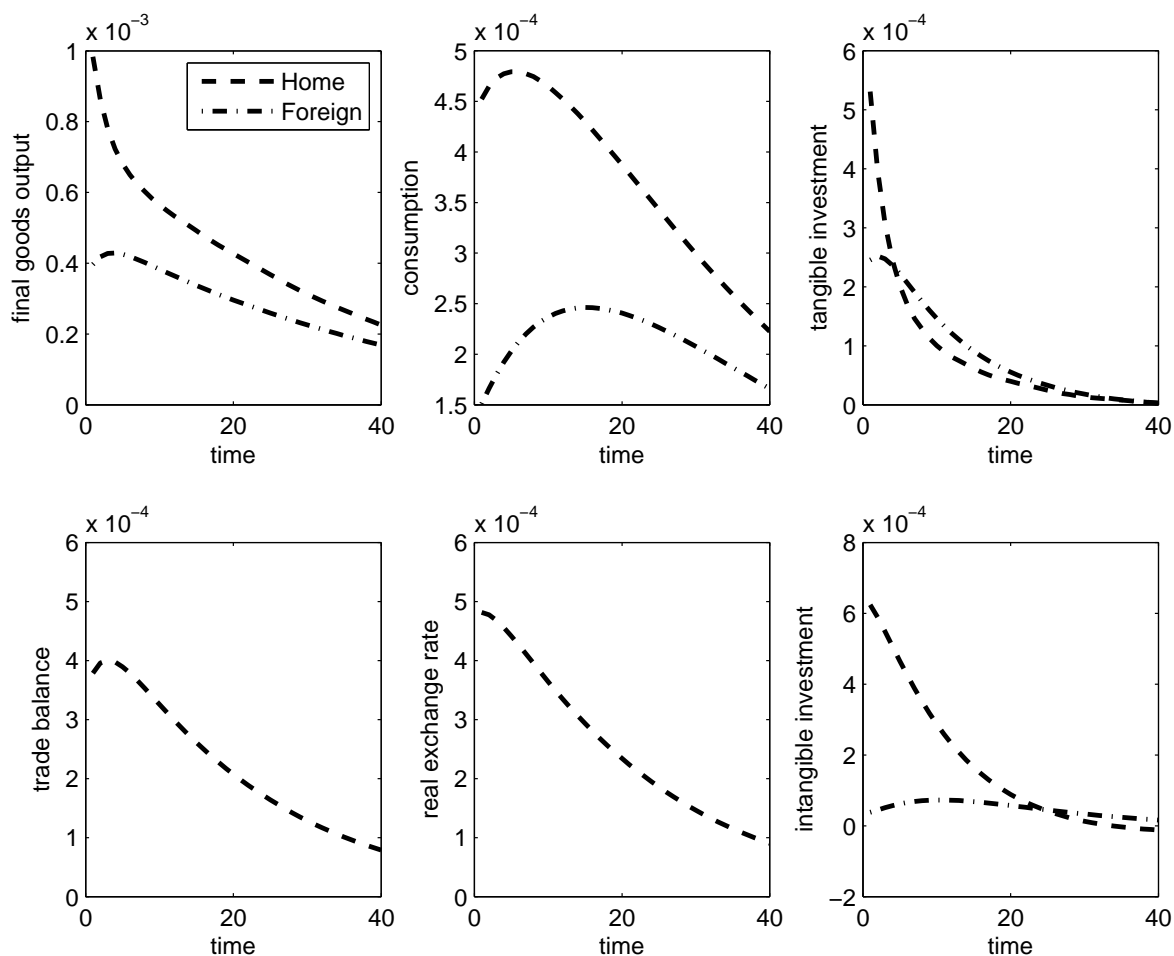 x 10−3
1
0.8
0.6
0.4
0.2
0
0 20 40
time
final goods output
Home
Foreign
x 10−4
5
4.5
4
3.5
3
2.5
2
1.5
0 20 40
time
consumption
x 10−4
6
5
4
3
2
1
0
0 20 40
time
tangible investment
x 10−4
6
5
4
3
2
1
0
0 20 40
time
trade balance
x 10−4
6
5
4
3
2
1
0
0 20 40
time
real exchange rate
x 10−4
8
6
4
2
0
−2
0 20 40
time
intangible investment